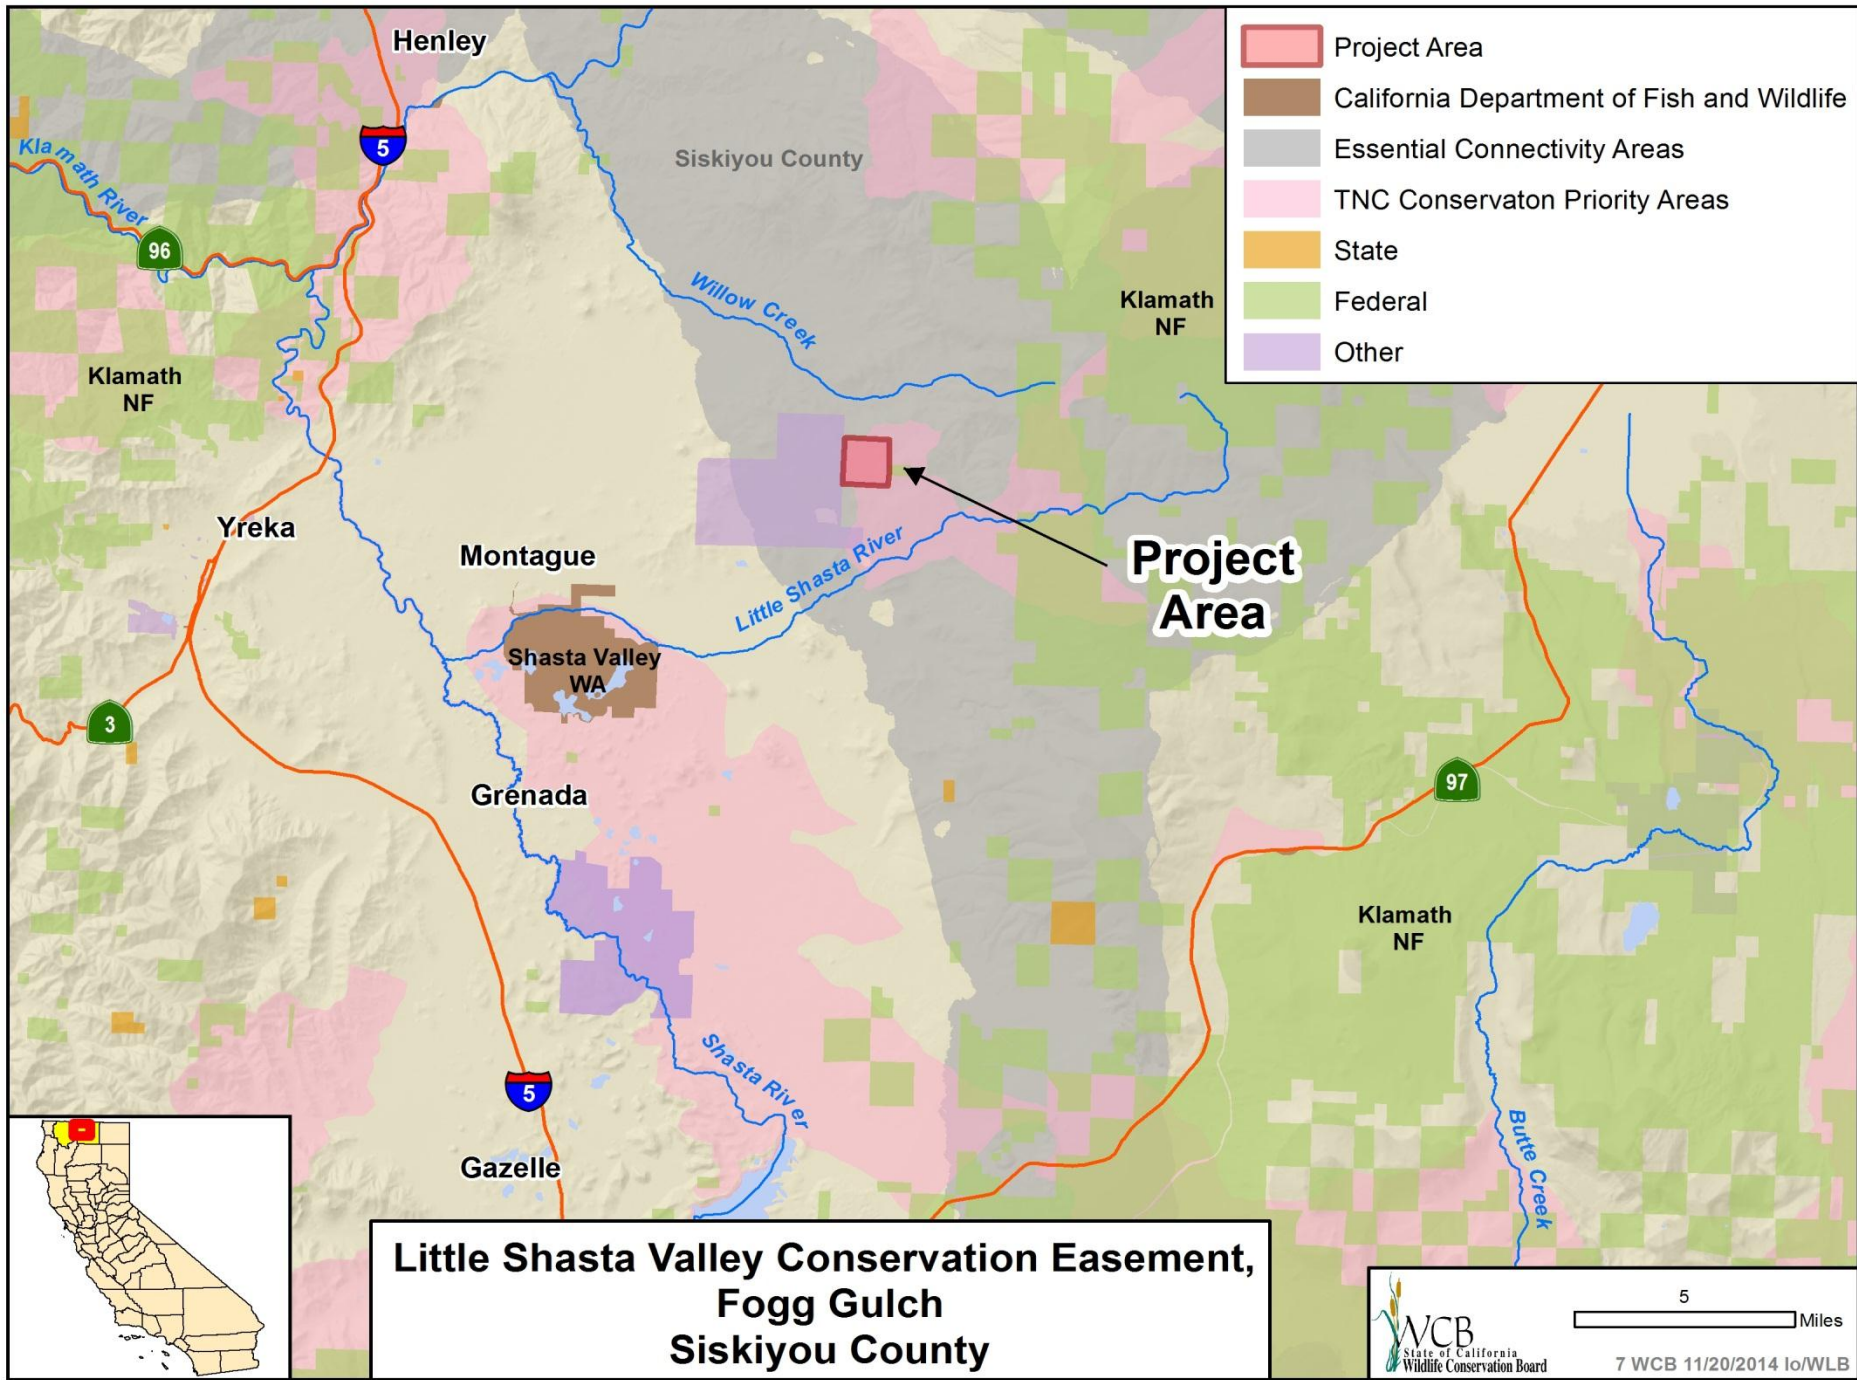 Henley
Project Area
California Department of Fish and Wildlife
Essential Connectivity Areas
TNC Conservaton Priority Areas
State
Federal
Other
5
Siskiyou County
Klamath River
96
Willow Creek
Klamath
NF
Klamath
NF
Yreka
Montague
Little Shasta River
Project
Area
Shasta Valley
WA
3
Grenada
97
Klamath
NF
Shasta River
5
Butte Creek
Gazelle
Little Shasta Valley Conservation Easement,
Fogg Gulch
Siskiyou County
WCB
State of California
Wildlife Conservation Board
5
Miles
7 WCB 11/20/2014 lo/WLB